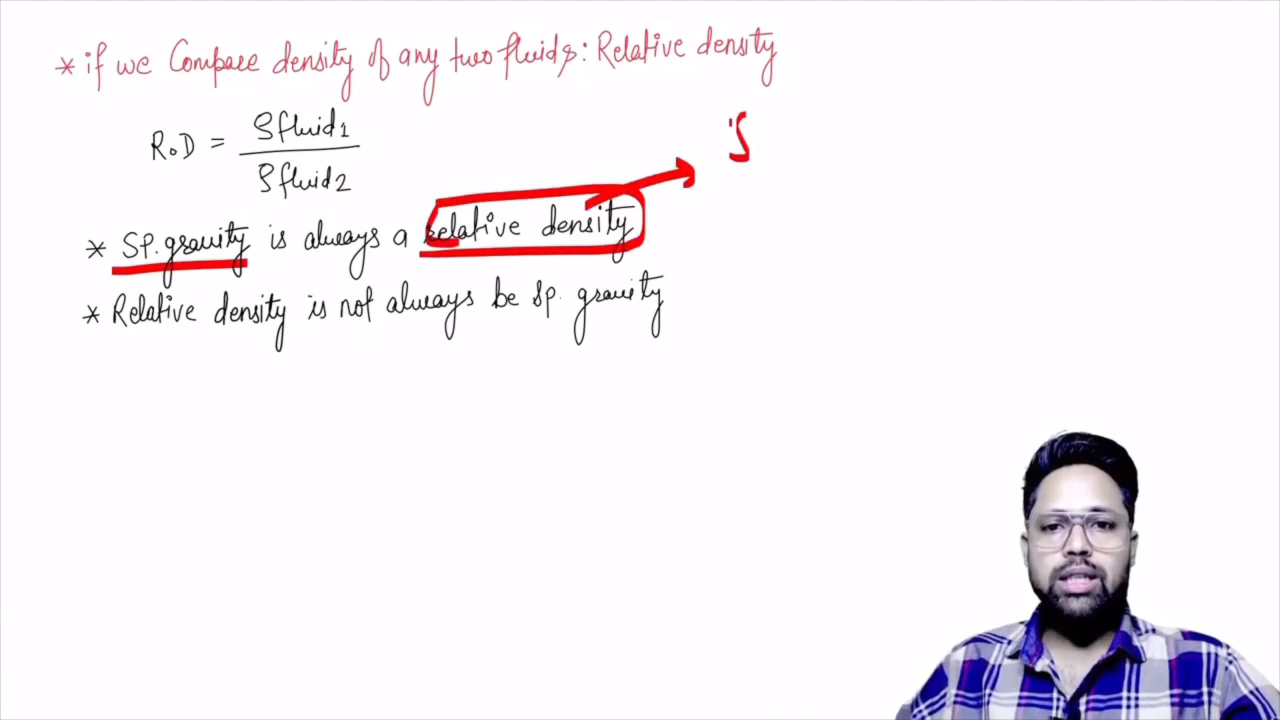 * if we Compare density of any two fluids: Relative density
R.D = ρfluid1 / ρfluid2
* SP. gravity is always a relative density
* Relative density is not always be sp. gravity